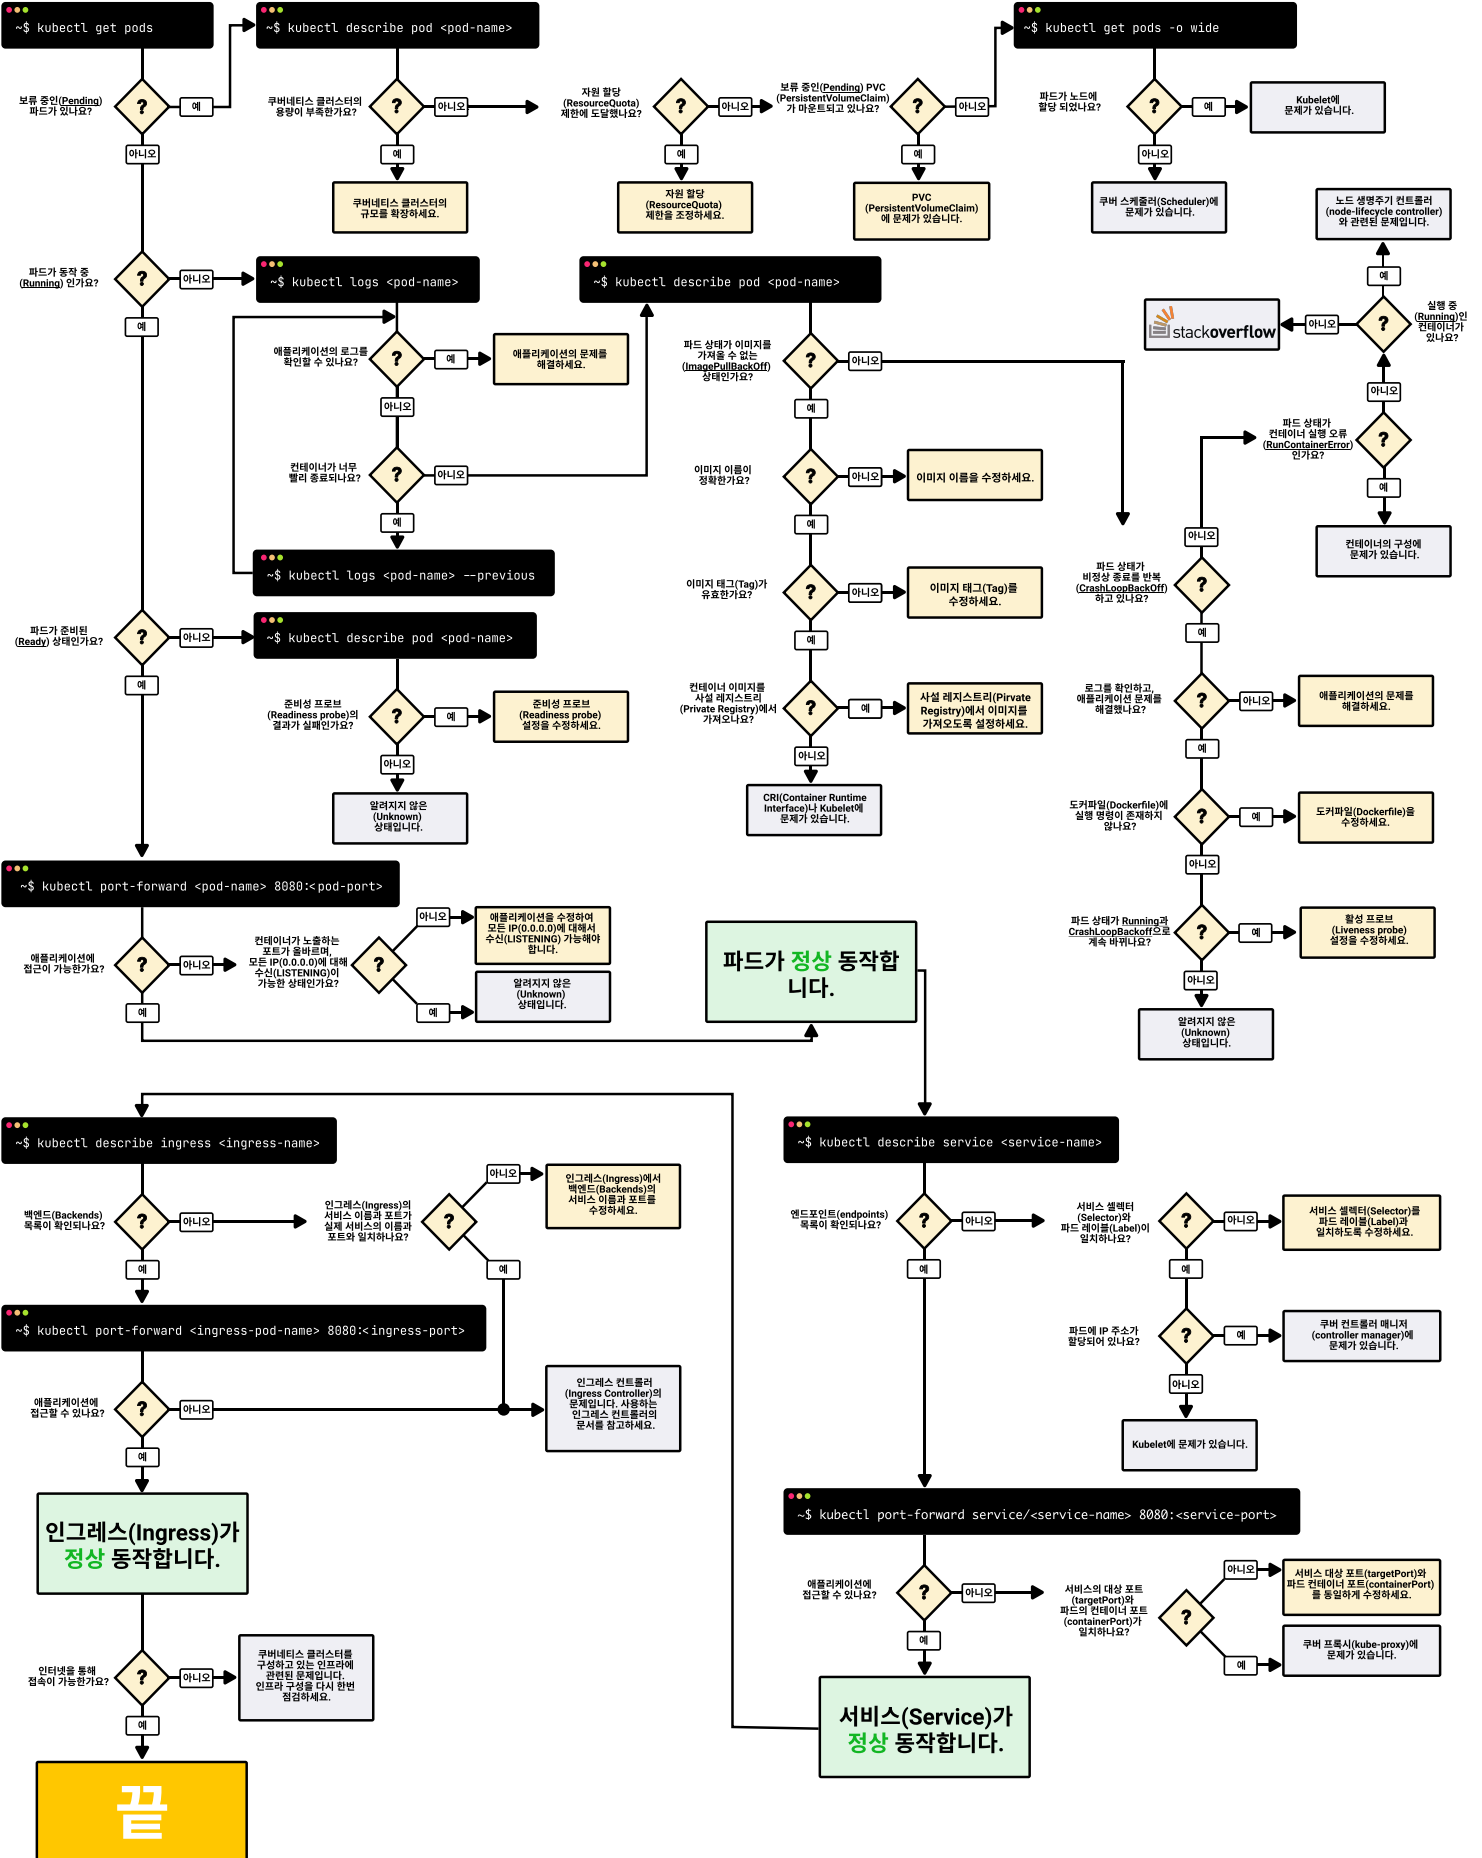 ~$ kubectl get pods
보류 중인(Pending)
파드가 있나요?
?
예
아니오
~$ kubectl describe pod <pod-name>
쿠버네티스 클러스터의
용량이 부족한가요?
?
아니오
예
쿠버네티스 클러스터의
규모를 확장하세요.
자원 할당
(ResourceQuota)
제한에 도달했나요?
?
아니오
예
자원 할당
(ResourceQuota)
제한을 조정하세요.
보류 중인(Pending) PVC
(PersistentVolumeClaim)
가 마운트되고 있나요?
?
아니오
예
PVC
(PersistentVolumeClaim)
에 문제가 있습니다.
~$ kubectl get pods -o wide
파드가 노드에
할당 되었나요?
?
예
Kubelet에
문제가 있습니다.
아니오
쿠버 스케줄러(Scheduler)에
문제가 있습니다.
파드가 동작 중
(Running) 인가요?
?
아니오
예
~$ kubectl logs <pod-name>
애플리케이션의 로그를
확인할 수 있나요?
?
예
애플리케이션의 문제를
해결하세요.
아니오
컨테이너가 너무
빨리 종료되나요?
?
아니오
예
~$ kubectl logs <pod-name> --previous
~$ kubectl describe pod <pod-name>
파드 상태가 이미지를
가져올 수 없는
(ImagePullBackOff)
상태인가요?
?
아니오
예
이미지 이름이
정확한가요?
?
아니오
이미지 이름을 수정하세요.
예
이미지 태그(Tag)가
유효한가요?
?
아니오
이미지 태그(Tag)를
수정하세요.
예
컨테이너 이미지를
사설 레지스트리
(Private Registry)에서
가져오나요?
?
예
사설 레지스트리(Pirvate
Registry)에서 이미지를
가져오도록 설정하세요.
아니오
CRI(Container Runtime
Interface)나 Kubelet에
문제가 있습니다.
노드 생명주기 컨트롤러
(node-lifecycle controller)
와 관련된 문제입니다.
예
실행 중
(Running)인
컨테이너가
있나요?
?
아니오
stackoverflow
아니오
파드 상태가
컨테이너 실행 오류
(RunContainerError)
인가요?
?
예
컨테이너의 구성에
문제가 있습니다.
아니오
파드 상태가
비정상 종료를 반복
(CrashLoopBackOff)
하고 있나요?
?
예
로그를 확인하고,
애플리케이션 문제를
해결했나요?
?
아니오
애플리케이션의 문제를
해결하세요.
예
도커파일(Dockerfile)에
실행 명령이 존재하지
않나요?
?
예
도커파일(Dockerfile)을
수정하세요.
아니오
파드 상태가 Running과
CrashLoopBackoff으로
계속 바뀌나요?
?
예
활성 프로브
(Liveness probe)
설정을 수정하세요.
아니오
알려지지 않은
(Unknown)
상태입니다.
파드가 준비된
(Ready) 상태인가요?
?
아니오
예
~$ kubectl describe pod <pod-name>
준비성 프로브
(Readiness probe)의
결과가 실패인가요?
?
예
준비성 프로브
(Readiness probe)
설정을 수정하세요.
아니오
알려지지 않은
(Unknown)
상태입니다.
~$ kubectl port-forward <pod-name> 8080:<pod-port>
애플리케이션에
접근이 가능한가요?
?
아니오
예
컨테이너가 노출하는
포트가 올바르며,
모든 IP(0.0.0.0)에 대해
수신(LISTENING)이
가능한 상태인가요?
?
아니오
애플리케이션을 수정하여
모든 IP(0.0.0.0)에 대해서
수신(LISTENING) 가능해야
합니다.
예
알려지지 않은
(Unknown)
상태입니다.
파드가 정상 동작합
니다.
~$ kubectl describe service <service-name>
엔드포인트(endpoints)
목록이 확인되나요?
?
아니오
예
서비스 셀렉터
(Selector)와
파드 레이블(Label)이
일치하나요?
?
아니오
서비스 셀렉터(Selector)를
파드 레이블(Label)과
일치하도록 수정하세요.
예
파드에 IP 주소가
할당되어 있나요?
?
예
쿠버 컨트롤러 매니저
(controller manager)에
문제가 있습니다.
아니오
Kubelet에 문제가 있습니다.
~$ kubectl port-forward service/<service-name> 8080:<service-port>
애플리케이션에
접근할 수 있나요?
?
아니오
예
서비스의 대상 포트
(targetPort)와
파드의 컨테이너 포트
(containerPort)가
일치하나요?
?
아니오
서비스 대상 포트(targetPort)와
파드 컨테이너 포트(containerPort)
를 동일하게 수정하세요.
예
쿠버 프록시(kube-proxy)에
문제가 있습니다.
서비스(Service)가
정상 동작합니다.
~$ kubectl describe ingress <ingress-name>
백엔드(Backends)
목록이 확인되나요?
?
아니오
예
인그레스(Ingress)의
서비스 이름과 포트가
실제 서비스의 이름과
포트와 일치하나요?
?
아니오
인그레스(Ingress)에서
백엔드(Backends)의
서비스 이름과 포트를
수정하세요.
예
~$ kubectl port-forward <ingress-pod-name> 8080:<ingress-port>
애플리케이션에
접근할 수 있나요?
?
아니오
인그레스 컨트롤러
(Ingress Controller)의
문제입니다. 사용하는
인그레스 컨트롤러의
문서를 참고하세요.
예
인그레스(Ingress)가
정상 동작합니다.
인터넷을 통해
접속이 가능한가요?
?
아니오
쿠버네티스 클러스터를
구성하고 있는 인프라에
관련된 문제입니다.
인프라 구성을 다시 한번
점검하세요.
예
끝